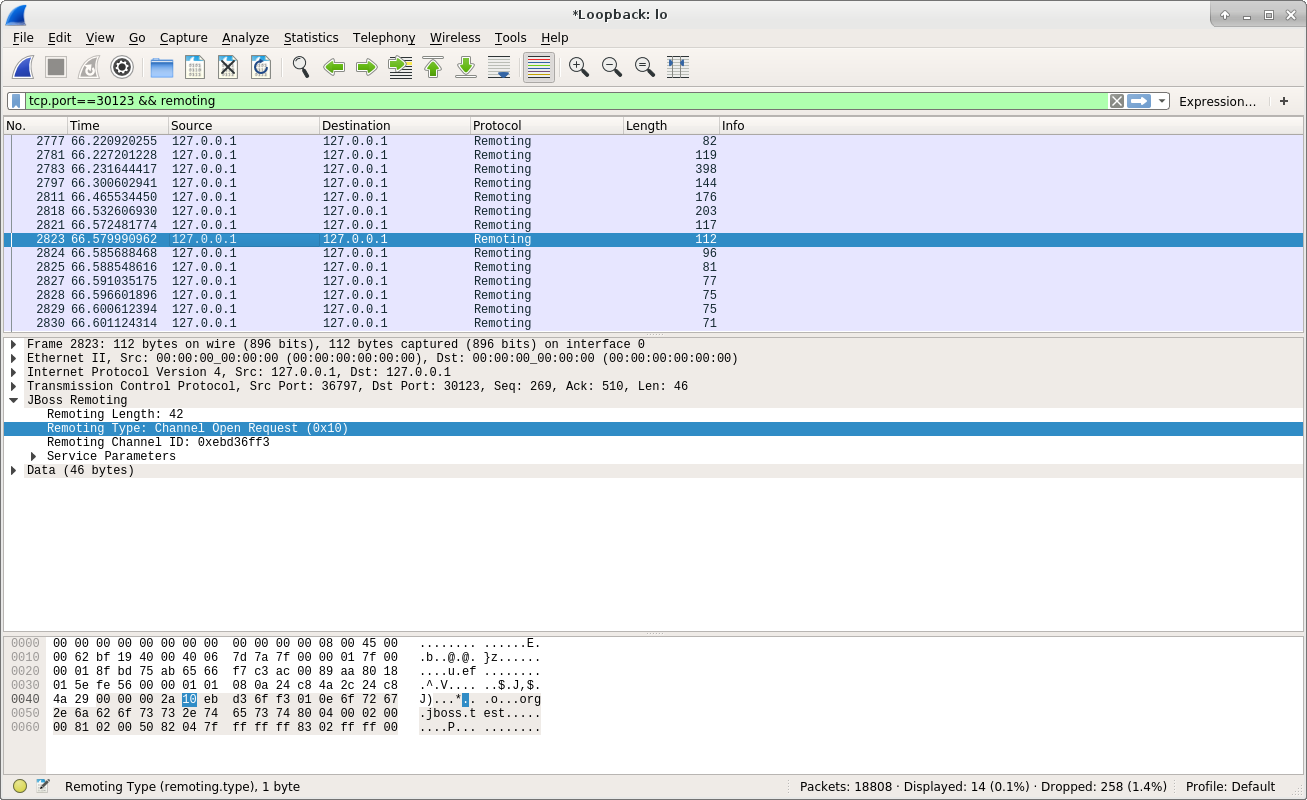 *Loopback: lo
File Edit View Go Capture Analyze Statistics Telephony Wireless Tools Help
tcp.port==30123 && remoting Expression… +
No. Time Source Destination Protocol Length Info
2777 66.220920255 127.0.0.1 127.0.0.1 Remoting 82
2781 66.227201228 127.0.0.1 127.0.0.1 Remoting 119
2783 66.231644417 127.0.0.1 127.0.0.1 Remoting 398
2797 66.300602941 127.0.0.1 127.0.0.1 Remoting 144
2811 66.465534450 127.0.0.1 127.0.0.1 Remoting 176
2818 66.532606930 127.0.0.1 127.0.0.1 Remoting 203
2821 66.572481774 127.0.0.1 127.0.0.1 Remoting 117
2823 66.579990962 127.0.0.1 127.0.0.1 Remoting 112
2824 66.585688468 127.0.0.1 127.0.0.1 Remoting 96
2825 66.588548616 127.0.0.1 127.0.0.1 Remoting 81
2827 66.591035175 127.0.0.1 127.0.0.1 Remoting 77
2828 66.596601896 127.0.0.1 127.0.0.1 Remoting 75
2829 66.600612394 127.0.0.1 127.0.0.1 Remoting 75
2830 66.601124314 127.0.0.1 127.0.0.1 Remoting 71
Frame 2823: 112 bytes on wire (896 bits), 112 bytes captured (896 bits) on interface 0
Ethernet II, Src: 00:00:00_00:00:00 (00:00:00:00:00:00), Dst: 00:00:00_00:00:00 (00:00:00:00:00:00)
Internet Protocol Version 4, Src: 127.0.0.1, Dst: 127.0.0.1
Transmission Control Protocol, Src Port: 36797, Dst Port: 30123, Seq: 269, Ack: 510, Len: 46
JBoss Remoting
Remoting Length: 42
Remoting Type: Channel Open Request (0x10)
Remoting Channel ID: 0xebd36ff3
Service Parameters
Data (46 bytes)
0000 00 00 00 00 00 00 00 00 00 00 00 00 08 00 45 00 ........ ......E.
0010 00 62 bf 19 40 00 40 06 7d 7a 7f 00 00 01 7f 00 .b..@.@. }z......
0020 00 01 8f bd 75 ab 65 66 f7 c3 ac 00 89 aa 80 18 ....u.ef ........
0030 01 5e fe 56 00 00 01 01 08 0a 24 c8 4a 2c 24 c8 .^.V.... ..$.J,$.
0040 4a 29 00 00 00 2a 10 eb d3 6f f3 01 0e 6f 72 67 J)...*.. .o...org
0050 2e 6a 62 6f 73 73 2e 74 65 73 74 80 04 00 02 00 .jboss.t est.....
0060 00 81 02 00 50 82 04 7f ff ff ff 83 02 ff ff 00 ....P... ........
Remoting Type (remoting.type), 1 byte Packets: 18808 · Displayed: 14 (0.1%) · Dropped: 258 (1.4%) Profile: Default